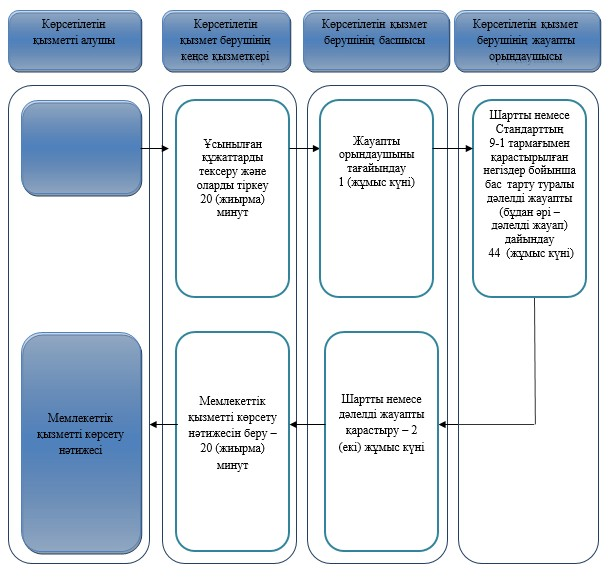 Көрсетілетін
қызметті алушы
Көрсетілетін
қызмет берушінің
кеңсе қызметкері
Көрсетілетін қызмет
берушінің басшысы
Көрсетілетін қызмет
берушінің жауапты
орындаушысы
Ұсынылған
құжаттарды
тексеру және
оларды тіркеу
20 (жиырма)
минут
Жауапты
орындаушыны
тағайындау
1 (жұмыс күні)
Шартты немесе
Стандарттың
9-1 тармағымен
қарастырылған
негіздер бойынша
бас тарту туралы
дәлелді жауапты
(бұдан әрі –
дәлелді жауап)
дайындау
44 (жұмыс күні)
Мемлекеттік
қызметті көрсету
нәтижесі
Мемлекеттік
қызметті көрсету
нәтижесін беру –
20 (жиырма)
минут
Шартты немесе
дәлелді жауапты
қарастыру – 2
(екі) жұмыс күні